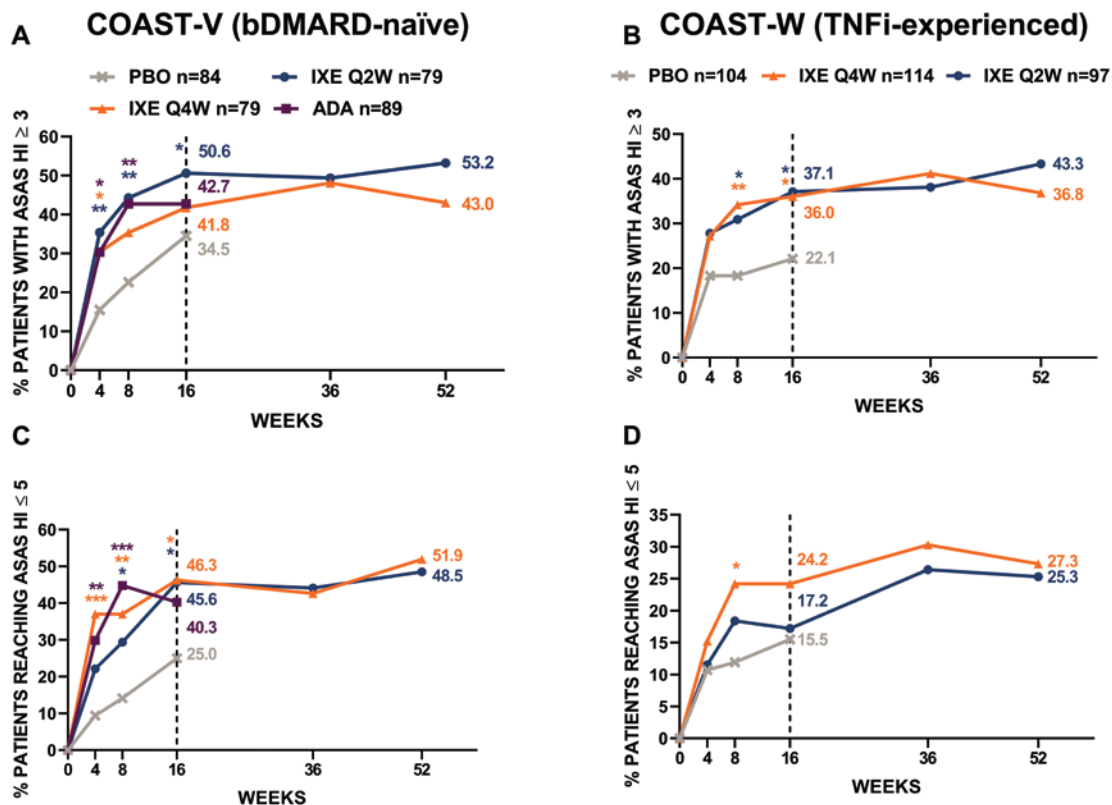 COAST-V (bDMARD-naïve)
A
PBO n=84
IXE Q2W n=79
IXE Q4W n=79
ADA n=89
% PATIENTS WITH ASAS HI ≥ 3
60
50
40
30
20
10
0
*
*
**
**
**
*
50.6
42.7
41.8
34.5
53.2
43.0
0 4 8 16 36 52
WEEKS
COAST-W (TNFi-experienced)
B
PBO n=104
IXE Q4W n=114
IXE Q2W n=97
% PATIENTS WITH ASAS HI ≥ 3
50
40
30
20
10
0
*
**
*
*
37.1
36.0
22.1
43.3
36.8
0 4 8 16 36 52
WEEKS
C
% PATIENTS REACHING ASAS HI ≤ 5
60
50
40
30
20
10
0
**
***
***
**
*
*
*
46.3
45.6
40.3
25.0
51.9
48.5
0 4 8 16 36 52
WEEKS
D
% PATIENTS REACHING ASAS HI ≤ 5
35
30
25
20
15
10
5
0
*
24.2
17.2
15.5
27.3
25.3
0 4 8 16 36 52
WEEKS